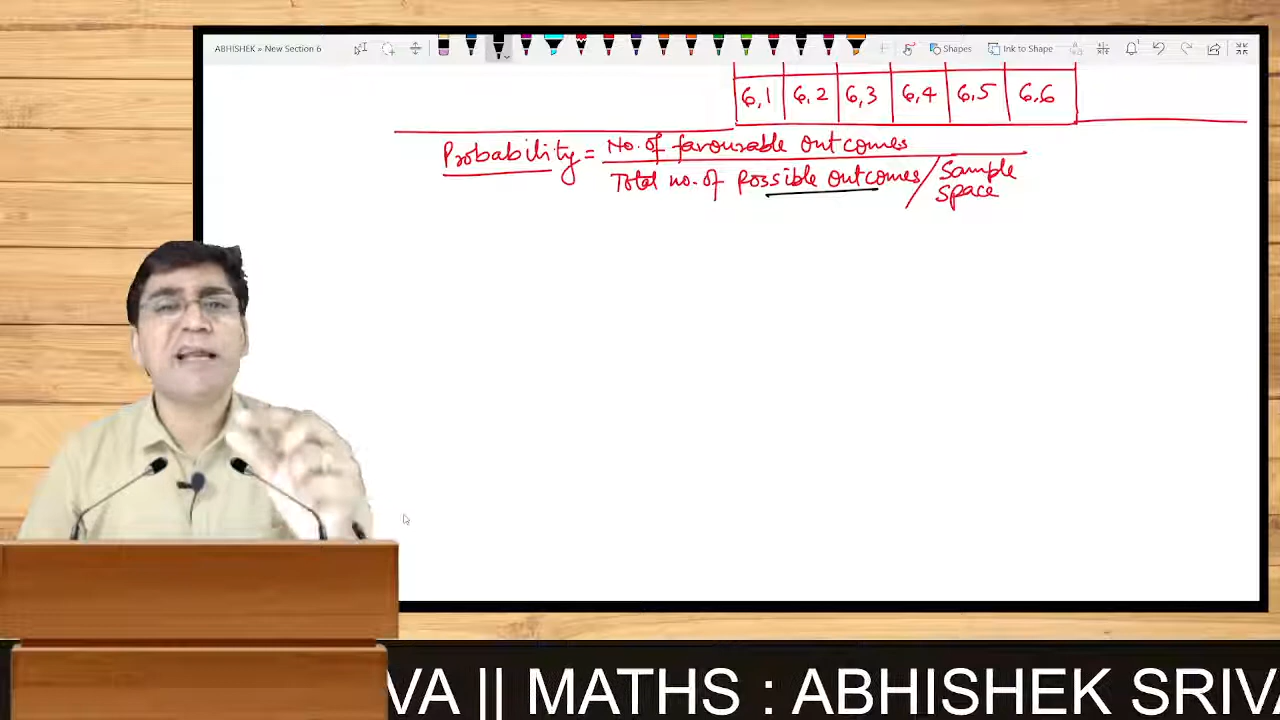 ABHISHEK » New Section 6
Shapes
Ink to Shape
6,1 6,2 6,3 6,4 6,5 6.6
Probability = No. of favourable outcomes
Total no. of possible outcomes / Sample
space
VA || MATHS : ABHISHEK SRIVA